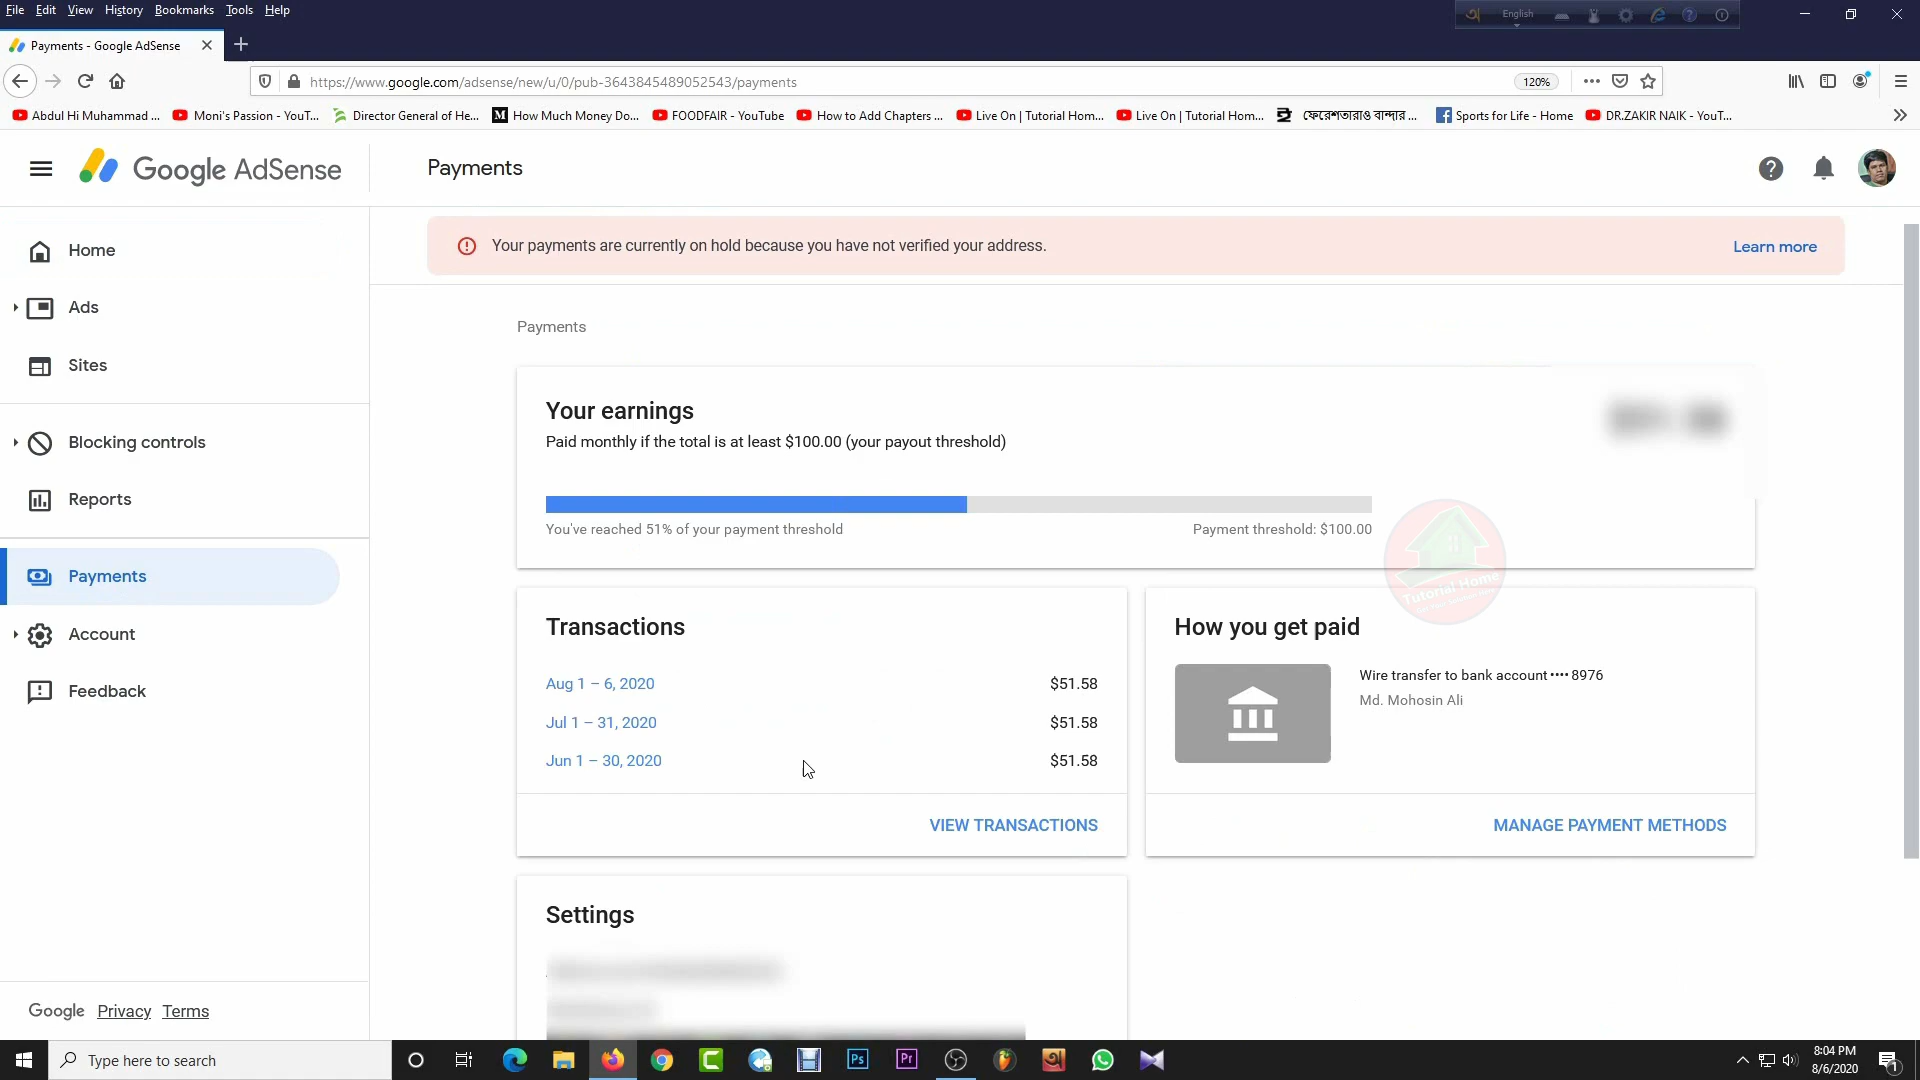 File Edit View History Bookmarks Tools Help
English
Payments - Google AdSense
https://www.google.com/adsense/new/u/0/pub-3643845489052543/payments
120%
Abdul Hi Muhammad ... Moni's Passion - YouT... Director General of He... M How Much Money Do... FOODFAIR - YouTube How to Add Chapters ... Live On | Tutorial Hom... Live On | Tutorial Hom... ফেরেশতারাও বান্দার ... Sports for Life - Home DR.ZAKIR NAIK - YouT...
Google AdSense
Payments
Your payments are currently on hold because you have not verified your address.
Learn more
Home
Ads
Sites
Blocking controls
Reports
Payments
Account
Feedback
Google Privacy Terms
Payments
Your earnings
Paid monthly if the total is at least $100.00 (your payout threshold)
You've reached 51% of your payment threshold
Payment threshold: $100.00
Tutorial Home
Transactions
Aug 1 – 6, 2020 $51.58
Jul 1 – 31, 2020 $51.58
Jun 1 – 30, 2020 $51.58
VIEW TRANSACTIONS
How you get paid
Wire transfer to bank account •••• 8976
Md. Mohosin Ali
MANAGE PAYMENT METHODS
Settings
Type here to search
Ps
Pr
8:04 PM
8/6/2020
1